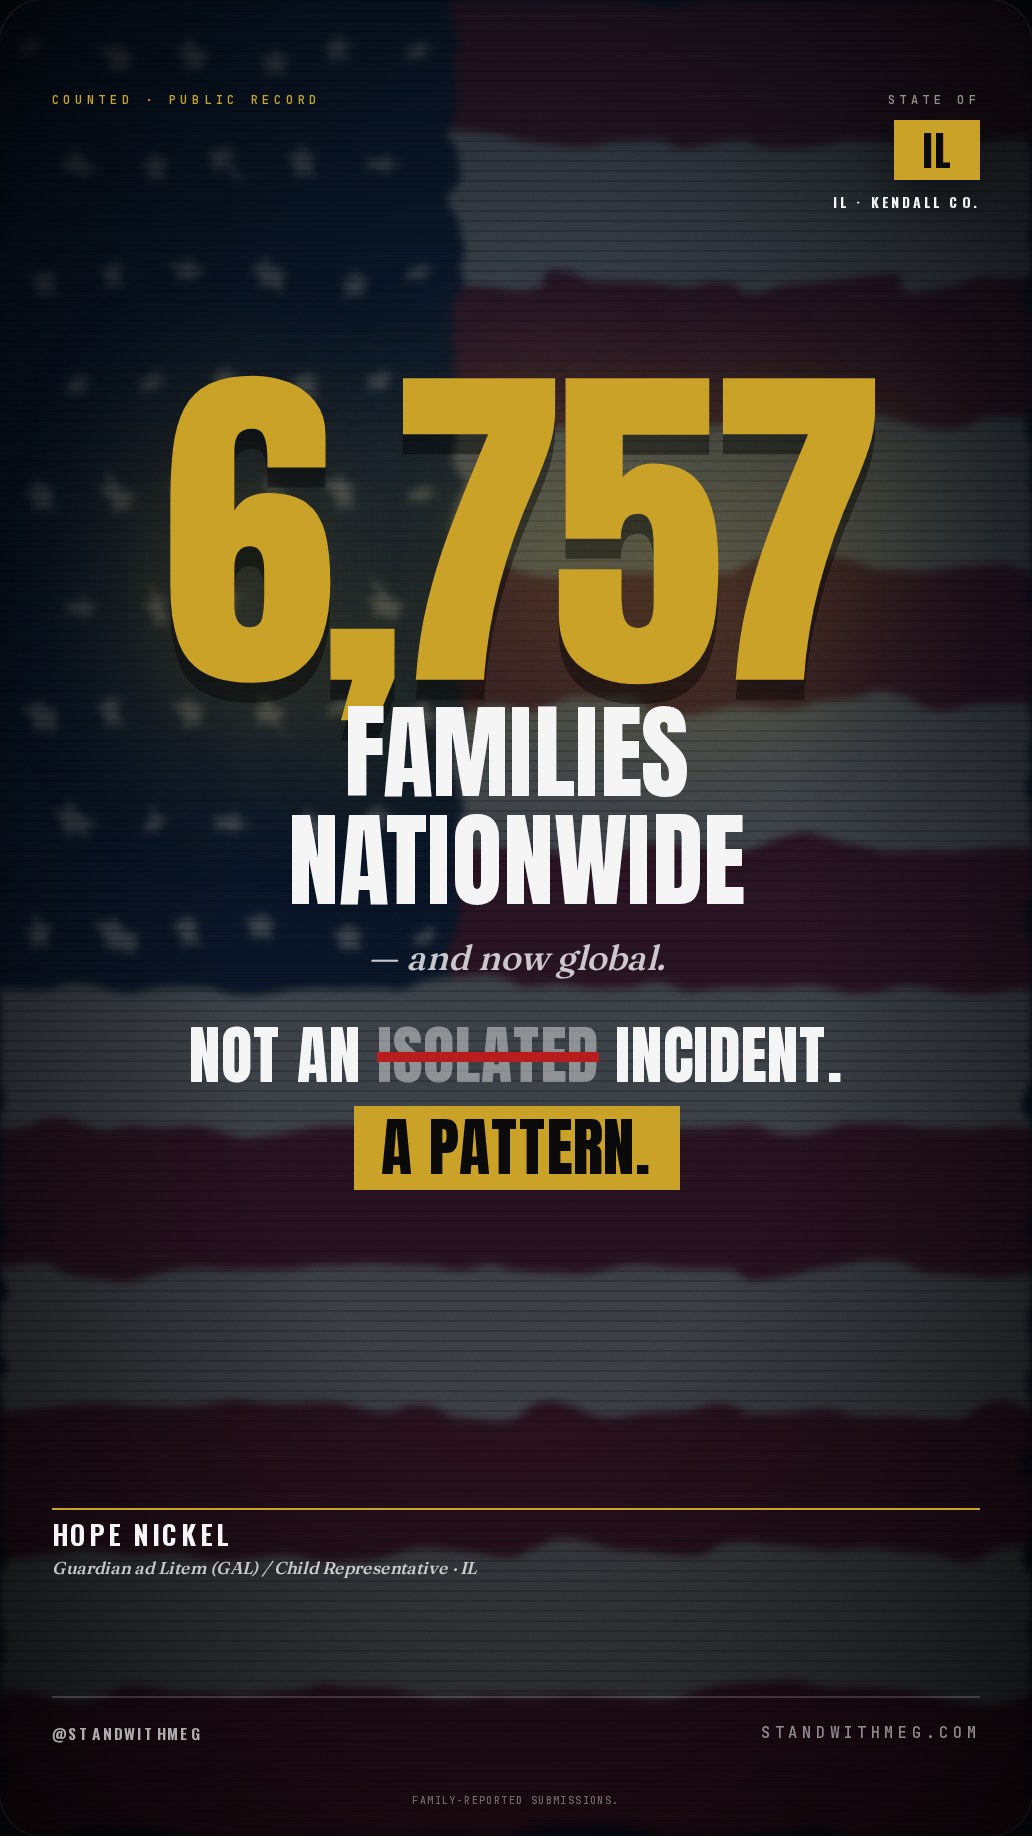 COUNTED · PUBLIC RECORD
STATE OF
IL
IL · KENDALL CO.
6,757
FAMILIES
NATIONWIDE
— and now global.
NOT AN ISOLATED INCIDENT.
A PATTERN.
HOPE NICKEL
Guardian ad Litem (GAL) / Child Representative · IL
@STANDWITHMEG
STANDWITHMEG.COM
FAMILY-REPORTED SUBMISSIONS.